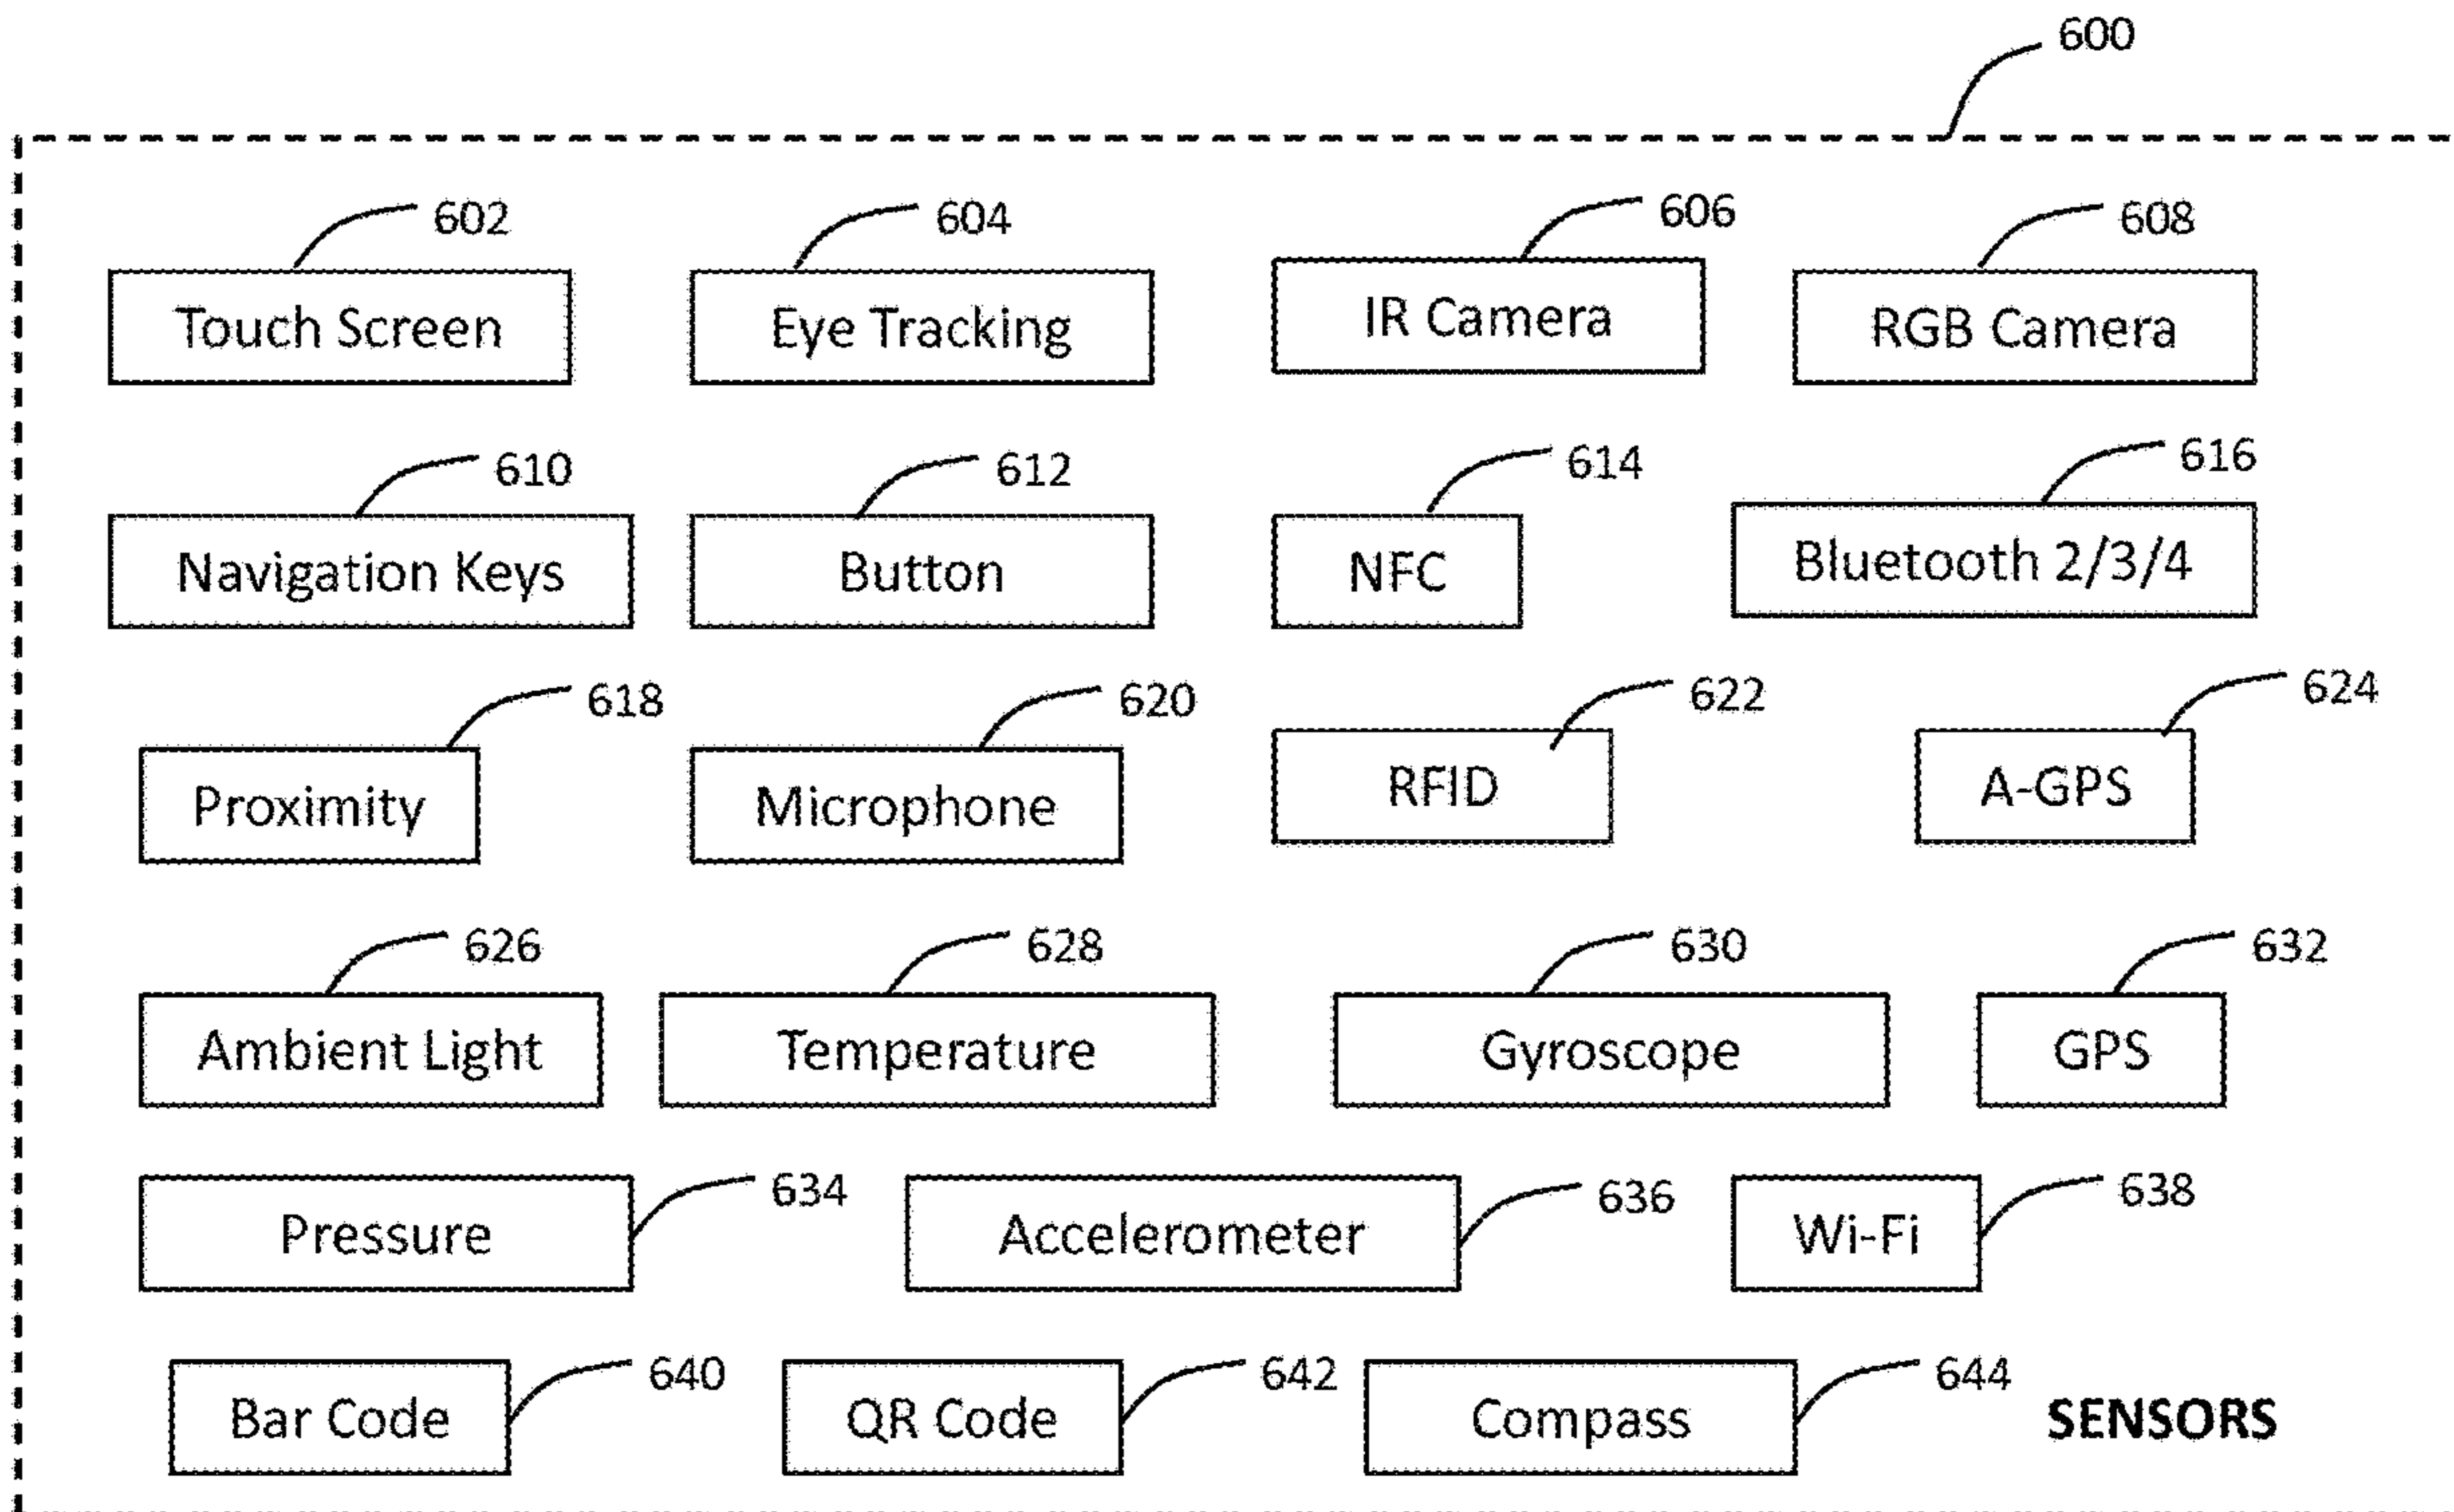 600
602 604 606 608
Touch Screen Eye Tracking IR Camera RGB Camera
610 612 614 616
Navigation Keys Button NFC Bluetooth 2/3/4
618 620 622 624
Proximity Microphone RFID A-GPS
626 628 630 632
Ambient Light Temperature Gyroscope GPS
634 636 638
Pressure Accelerometer Wi-Fi
640 642 644
Bar Code QR Code Compass SENSORS